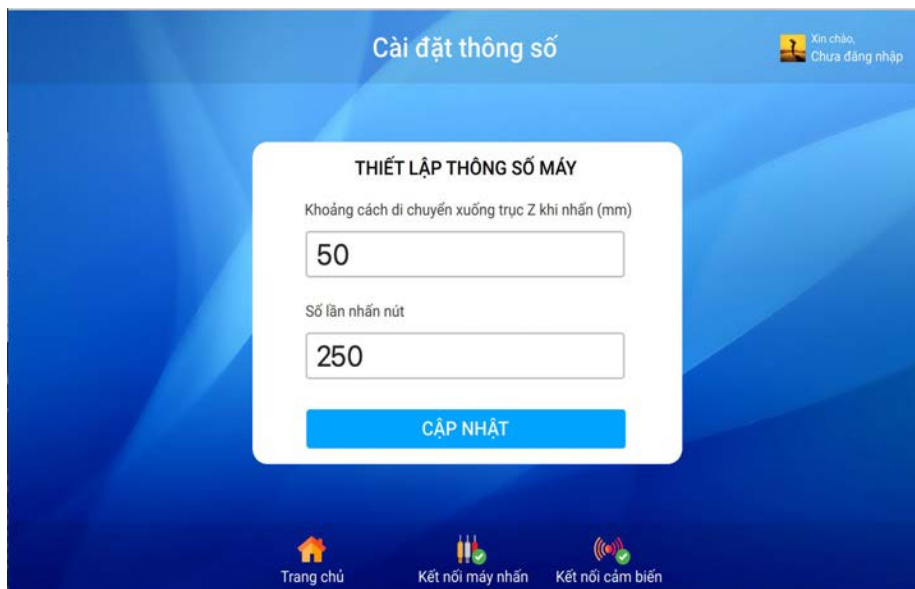 Cài đặt thông số
Xin chào,
Chưa đăng nhập
THIẾT LẬP THÔNG SỐ MÁY
Khoảng cách di chuyển xuống trục Z khi nhấn (mm)
50
Số lần nhấn nút
250
CẬP NHẬT
Trang chủ
Kết nối máy nhấn
Kết nối cảm biến